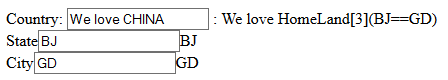 Country: We love CHINA : We love HomeLand[3](BJ==GD)
State BJ BJ
City GD GD